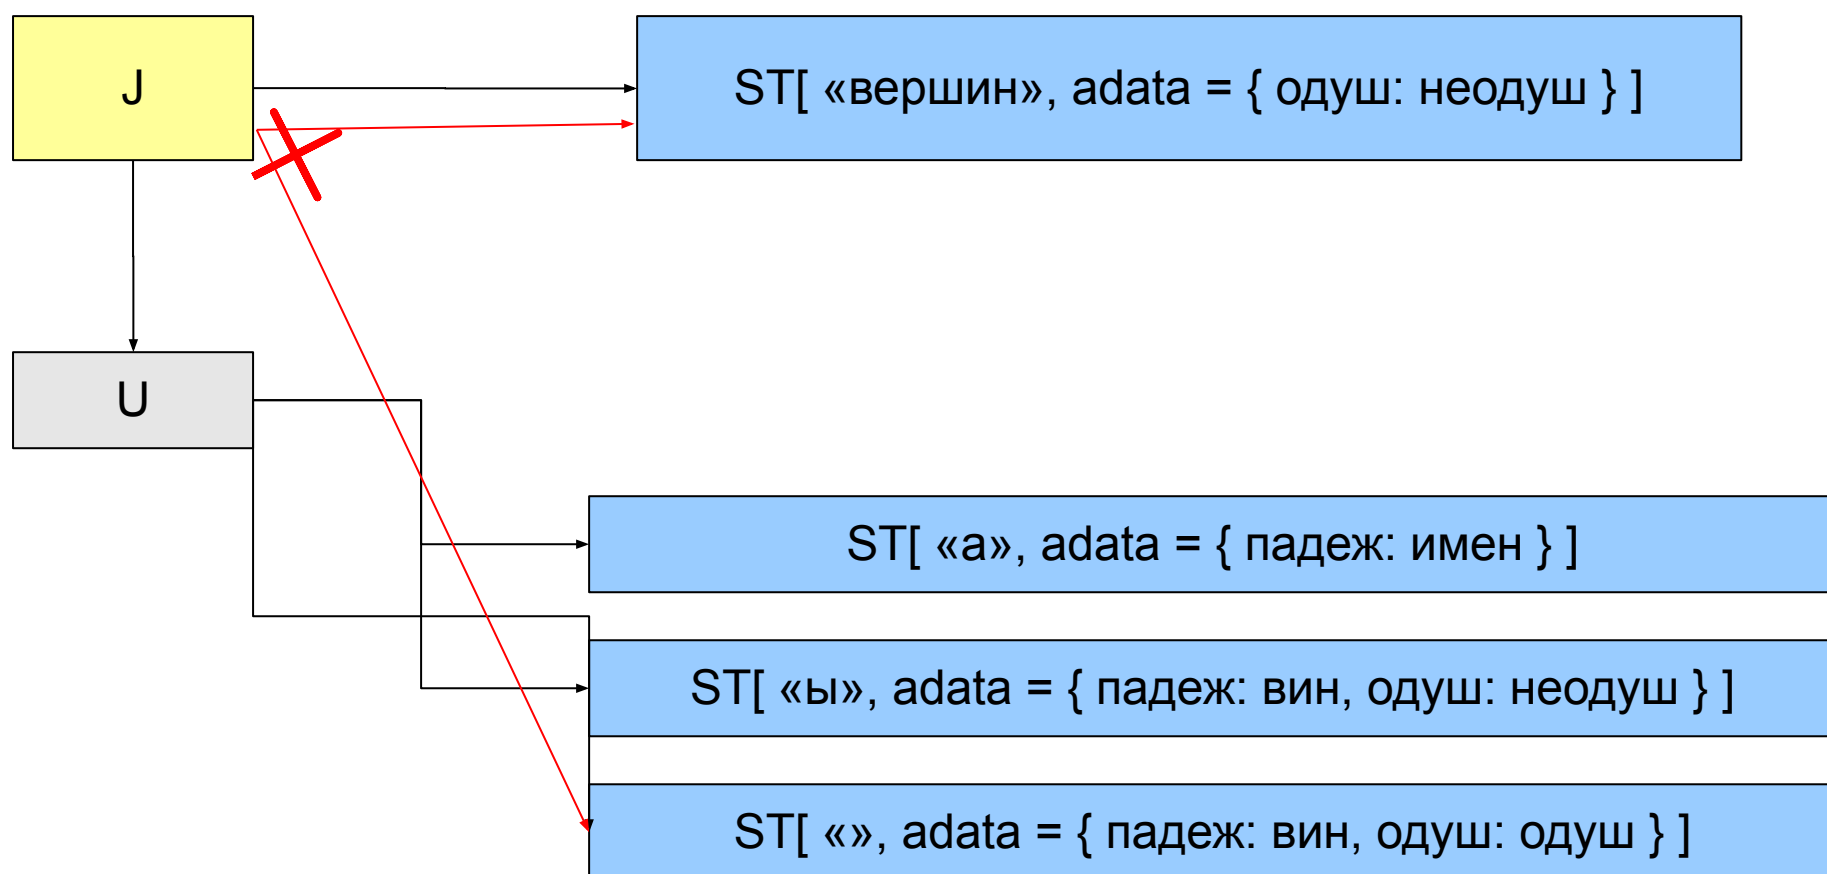 J
ST[ «вершин», adata = { одуш: неодуш } ]
U
ST[ «а», adata = { падеж: имен } ]
ST[ «ы», adata = { падеж: вин, одуш: неодуш } ]
ST[ «», adata = { падеж: вин, одуш: одуш } ]